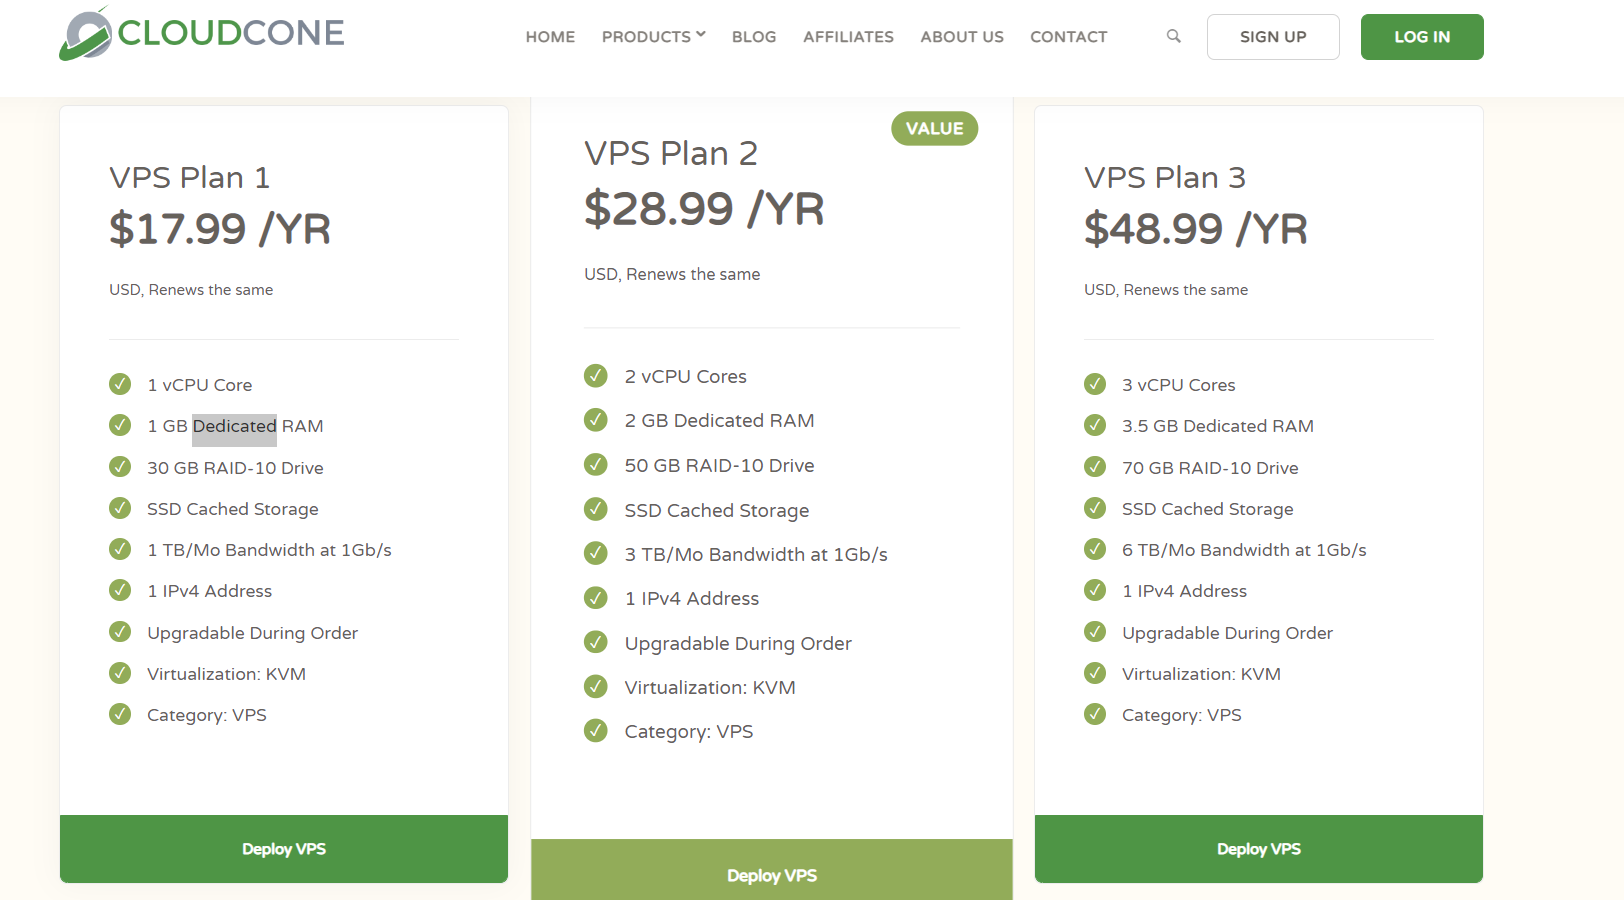 CLOUDCONE
HOME PRODUCTS BLOG AFFILIATES ABOUT US CONTACT SIGN UP LOG IN
VPS Plan 1
$17.99 /YR
USD, Renews the same
1 vCPU Core
1 GB Dedicated RAM
30 GB RAID-10 Drive
SSD Cached Storage
1 TB/Mo Bandwidth at 1Gb/s
1 IPv4 Address
Upgradable During Order
Virtualization: KVM
Category: VPS
Deploy VPS
VALUE
VPS Plan 2
$28.99 /YR
USD, Renews the same
2 vCPU Cores
2 GB Dedicated RAM
50 GB RAID-10 Drive
SSD Cached Storage
3 TB/Mo Bandwidth at 1Gb/s
1 IPv4 Address
Upgradable During Order
Virtualization: KVM
Category: VPS
Deploy VPS
VPS Plan 3
$48.99 /YR
USD, Renews the same
3 vCPU Cores
3.5 GB Dedicated RAM
70 GB RAID-10 Drive
SSD Cached Storage
6 TB/Mo Bandwidth at 1Gb/s
1 IPv4 Address
Upgradable During Order
Virtualization: KVM
Category: VPS
Deploy VPS